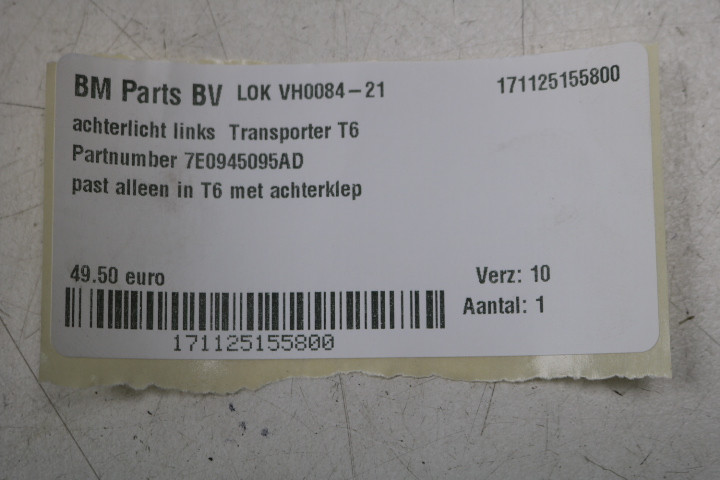 BM Parts BV LOK VH0084-21 171125155800
achterlicht links Transporter T6
Partnumber 7E0945095AD
past alleen in T6 met achterklep
49.50 euro Verz: 10
Aantal: 1
171125155800